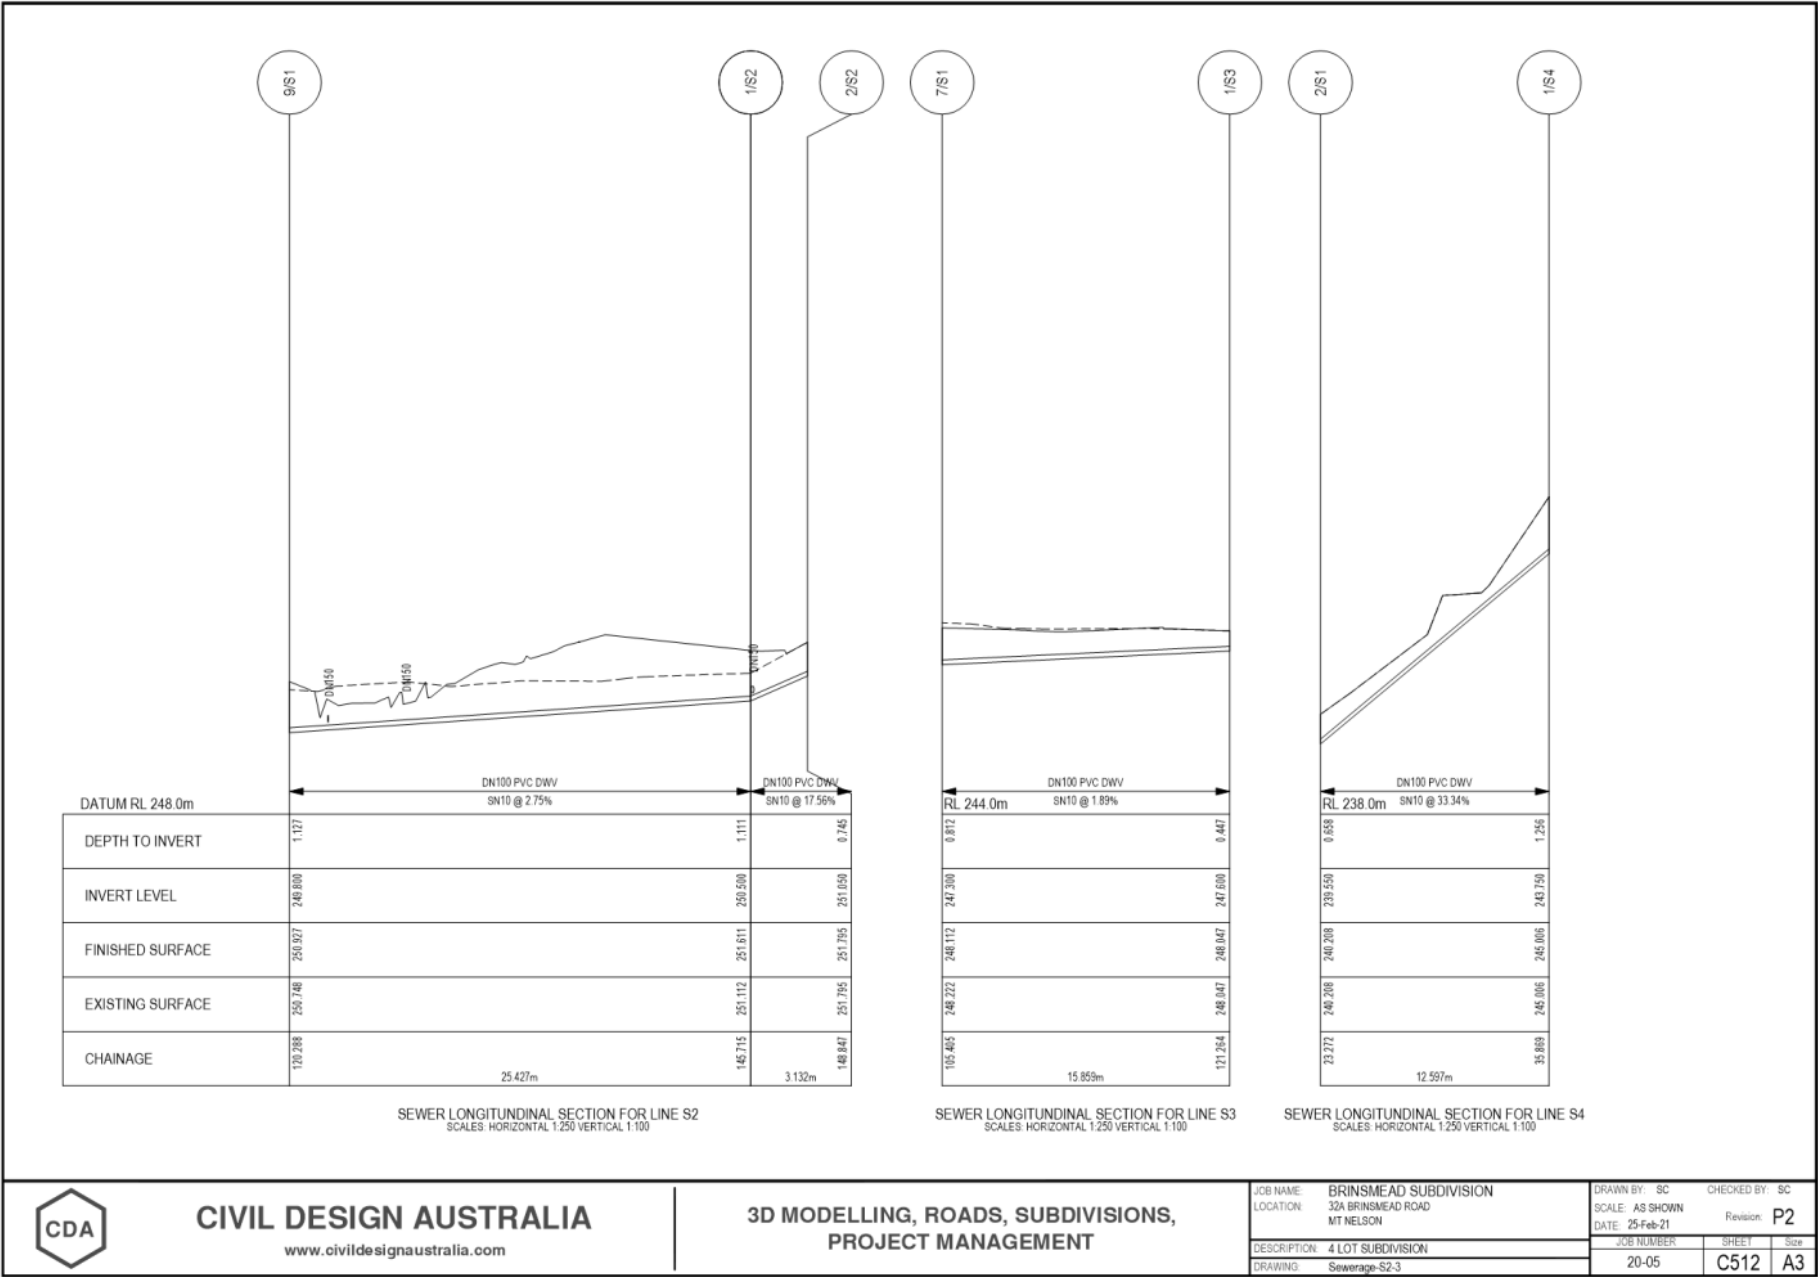 9/S1
1/S2
2/S2
7/S1
1/S3
2/S1
1/S4
DN150
DN150
DN150
DN100 PVC DWV
SN10 @ 2.75%
DN100 PVC DWV
SN10 @ 17.56%
DN100 PVC DWV
SN10 @ 1.89%
DN100 PVC DWV
SN10 @ 33.34%
DATUM RL 248.0m
RL 244.0m
RL 238.0m
DEPTH TO INVERT
1.127
1.111
0.745
0.812
0.447
0.658
1.256
INVERT LEVEL
249.800
250.500
251.050
247.300
247.600
239.550
243.750
FINISHED SURFACE
250.927
251.611
251.795
248.112
248.047
240.208
245.006
EXISTING SURFACE
250.748
251.112
251.795
248.222
248.047
240.208
245.006
CHAINAGE
120.288
145.715
148.847
105.405
121.264
23.272
35.869
25.427m
3.132m
15.859m
12.597m
SEWER LONGITUNDINAL SECTION FOR LINE S2
SCALES: HORIZONTAL 1:250 VERTICAL 1:100
SEWER LONGITUNDINAL SECTION FOR LINE S3
SCALES: HORIZONTAL 1:250 VERTICAL 1:100
SEWER LONGITUNDINAL SECTION FOR LINE S4
SCALES: HORIZONTAL 1:250 VERTICAL 1:100
CDA
CIVIL DESIGN AUSTRALIA
www.civildesignaustralia.com
3D MODELLING, ROADS, SUBDIVISIONS,
PROJECT MANAGEMENT
JOB NAME: BRINSMEAD SUBDIVISION
LOCATION: 32A BRINSMEAD ROAD
MT NELSON
DESCRIPTION: 4 LOT SUBDIVISION
DRAWING: Sewerage-S2-3
DRAWN BY: SC CHECKED BY: SC
SCALE: AS SHOWN
Revision: P2
DATE: 25-Feb-21
JOB NUMBER SHEET Size
20-05 C512 A3